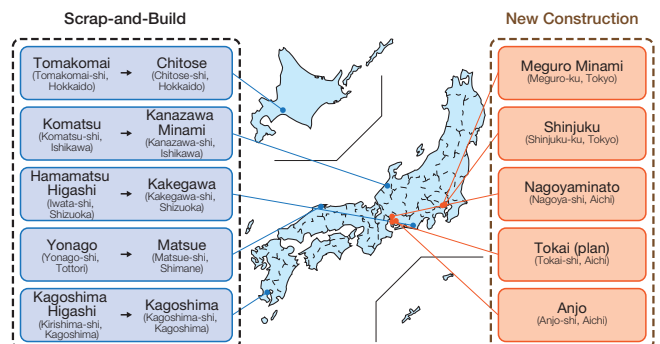 Scrap-and-Build
Tomakomai → Chitose
(Tomakomai-shi, Hokkaido) (Chitose-shi, Hokkaido)
Komatsu → Kanazawa Minami
(Komatsu-shi, Ishikawa) (Kanazawa-shi, Ishikawa)
Hamamatsu Higashi → Kakegawa
(Iwata-shi, Shizuoka) (Kakegawa-shi, Shizuoka)
Yonago → Matsue
(Yonago-shi, Tottori) (Matsue-shi, Shimane)
Kagoshima Higashi → Kagoshima
(Kirishima-shi, Kagoshima) (Kagoshima-shi, Kagoshima)
New Construction
Meguro Minami
(Meguro-ku, Tokyo)
Shinjuku
(Shinjuku-ku, Tokyo)
Nagoyaminato
(Nagoya-shi, Aichi)
Tokai (plan)
(Tokai-shi, Aichi)
Anjo
(Anjo-shi, Aichi)